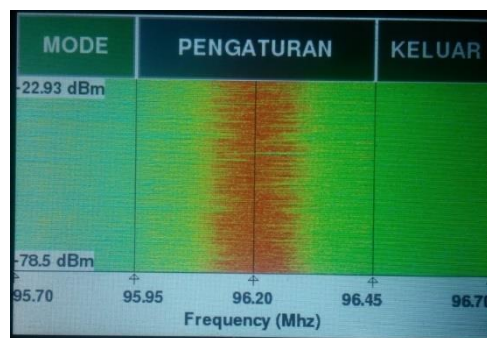 MODE PENGATURAN KELUAR
-22.93 dBm
-78.5 dBm
95.70 95.95 96.20 96.45
Frequency (Mhz)